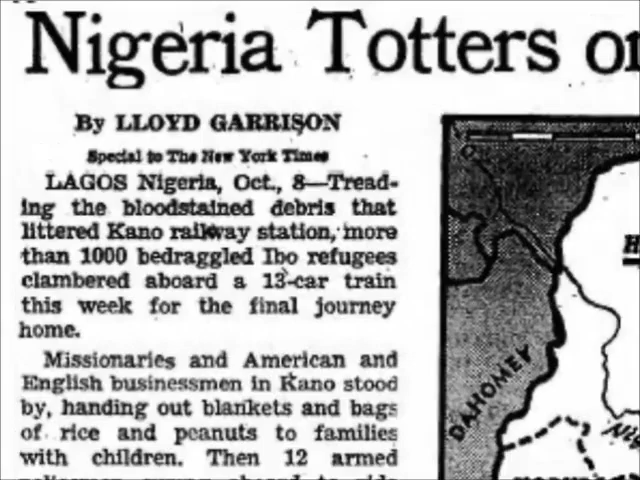 Nigeria Totters
By LLOYD GARRISON
Special to The New York Times
LAGOS Nigeria, Oct., 8—Tread-
ing the bloodstained debris that
littered Kano railway station, more
than 1000 bedraggled Ibo refugees
clambered aboard a 13-car train
this week for the final journey
home.
Missionaries and American and
English businessmen in Kano stood
by, handing out blankets and bags
of rice and peanuts to families
with children. Then 12 armed
DAHOMEY